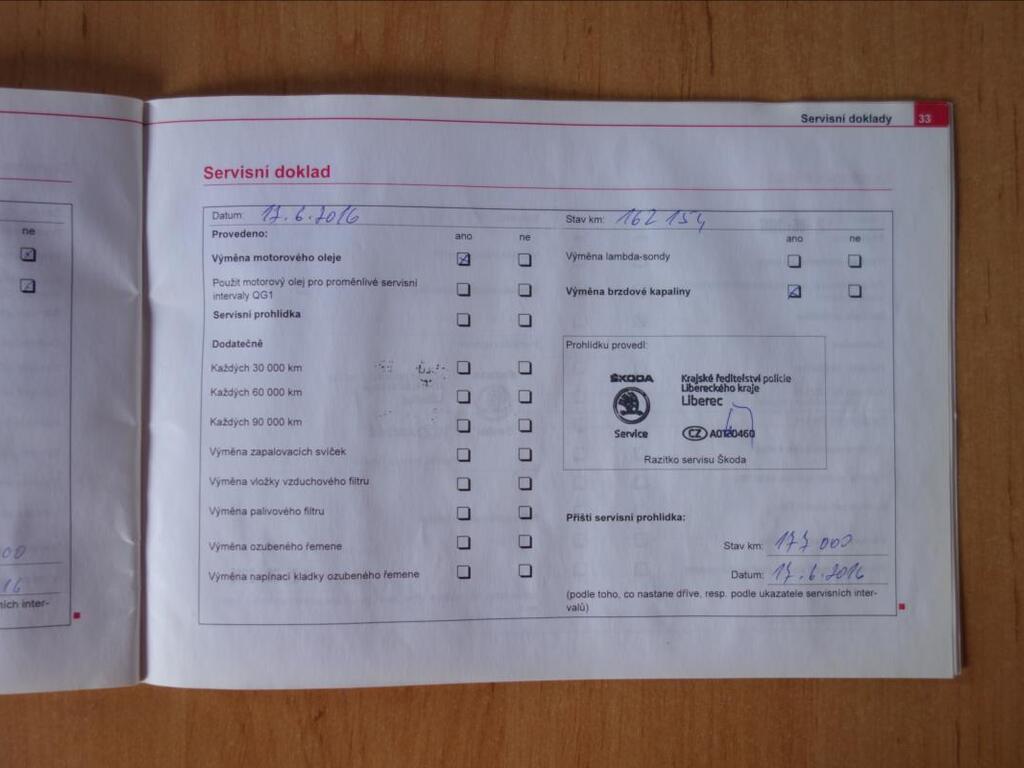 ne
00
16
ních inter-
Servisní doklady 33
Servisní doklad
Datum: 17.6.2016
Stav km: 162 154
Provedeno:
ano ne
ano ne
Výměna motorového oleje
Použit motorový olej pro proměnlivé servisní
intervaly QG1
Servisní prohlídka
Dodatečně
Každých 30 000 km
Každých 60 000 km
Každých 90 000 km
Výměna zapalovacích svíček
Výměna vložky vzduchového filtru
Výměna palivového filtru
Výměna ozubeného řemene
Výměna napínací kladky ozubeného řemene
Výměna lambda-sondy
Výměna brzdové kapaliny
Prohlídku provedl:
ŠKODA
Service
Krajské ředitelství policie
Libereckého kraje
Liberec
CZ
Razítko servisu Škoda
Příští servisní prohlídka:
Stav km: 177 000
Datum: 17.6.2016
(podle toho, co nastane dříve, resp. podle ukazatele servisních inter-
valů)